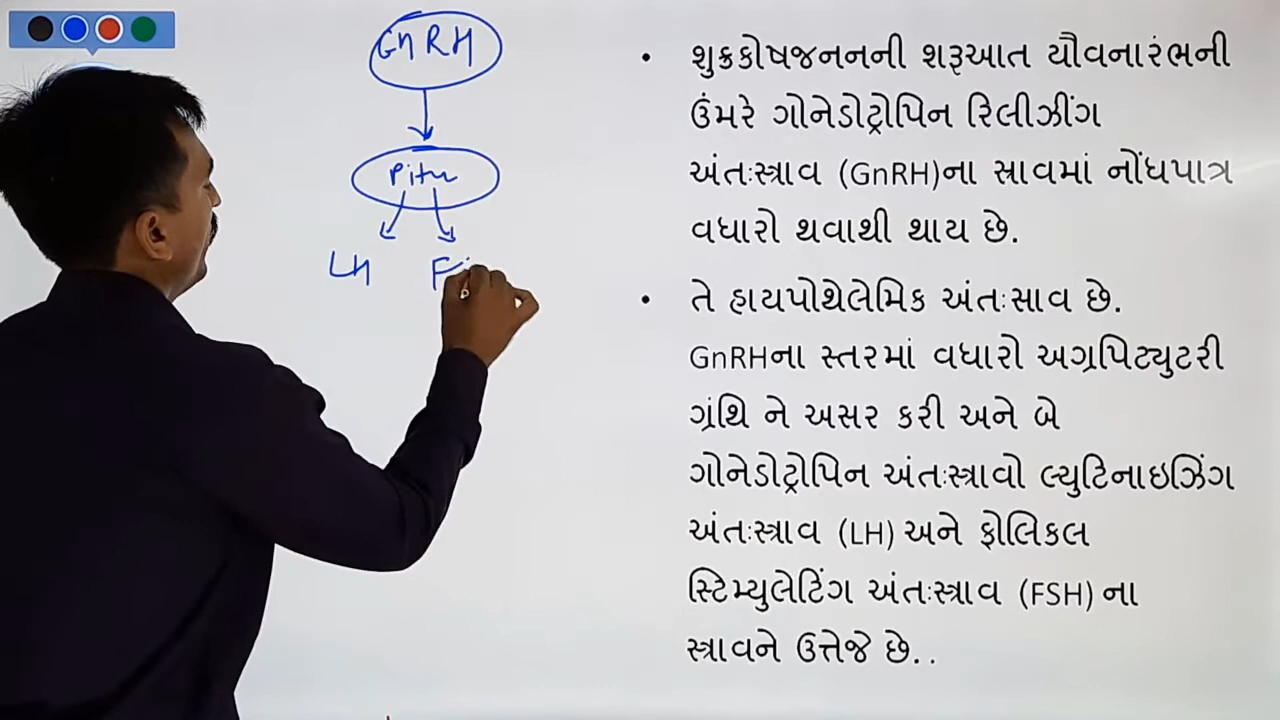 GnRH
Pitu
LH
• શુક્રકોષજનનની શરૂઆત યૌવનારંભની
ઉંમરે ગોનેડોટ્રોપિન રિલીઝીંગ
અંતઃસ્ત્રાવ (GnRH)ના સ્રાવમાં નોંધપાત્ર
વધારો થવાથી થાય છે.
• તે હાયપોથેલેમિક અંતઃસાવ છે.
GnRHના સ્તરમાં વધારો અગ્રપિટ્યુટરી
ગ્રંથિ ને અસર કરી અને બે
ગોનેડોટ્રોપિન અંતઃસ્ત્રાવો લ્યુટિનાઇઝિંગ
અંતઃસ્ત્રાવ (LH) અને ફોલિકલ
સ્ટિમ્યુલેટિંગ અંતઃસ્ત્રાવ (FSH) ના
સ્ત્રાવને ઉત્તેજે છે..